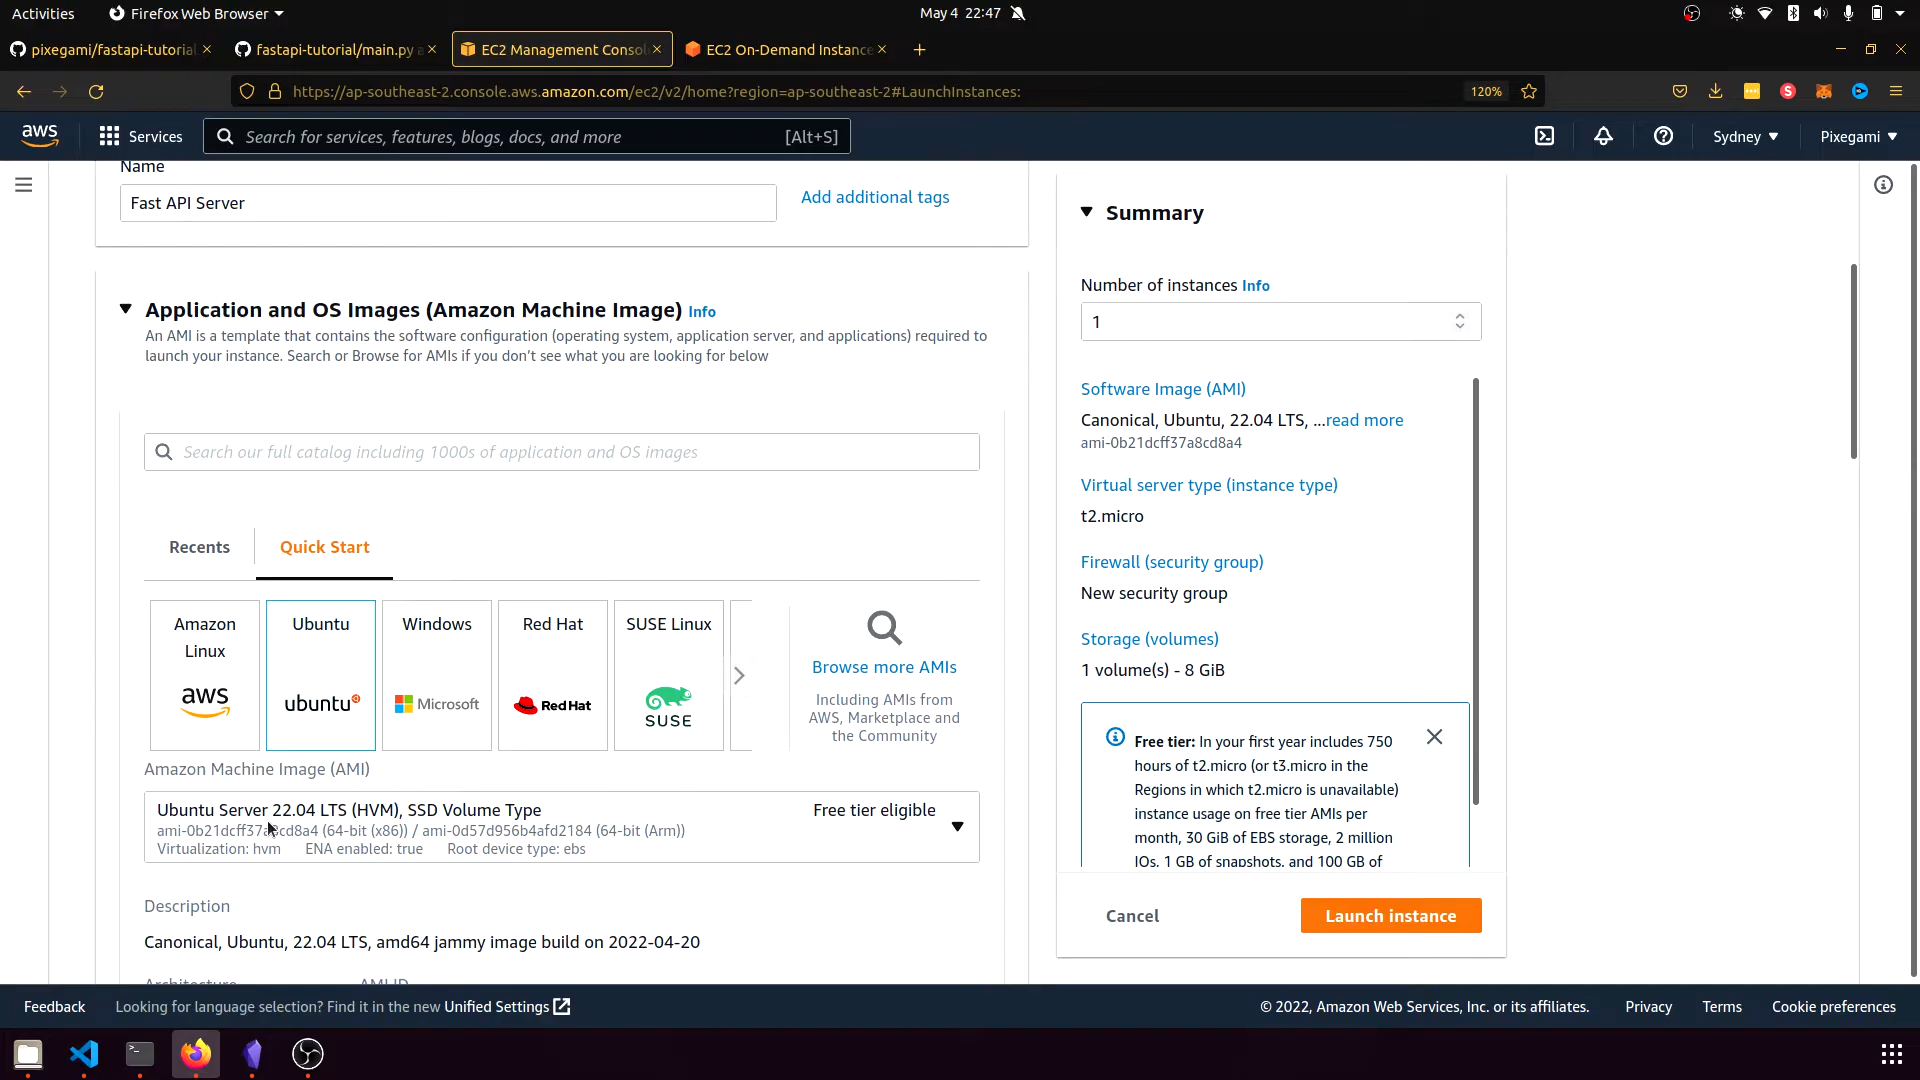 Activities
Firefox Web Browser
May 4 22:47
pixegami/fastapi-tutorial
fastapi-tutorial/main.py a
EC2 Management Consol
EC2 On-Demand Instance
https://ap-southeast-2.console.aws.amazon.com/ec2/v2/home?region=ap-southeast-2#LaunchInstances:
120%
aws
Services
Search for services, features, blogs, docs, and more
[Alt+S]
Sydney
Pixegami
Name
Fast API Server
Add additional tags
Application and OS Images (Amazon Machine Image) Info
An AMI is a template that contains the software configuration (operating system, application server, and applications) required to
launch your instance. Search or Browse for AMIs if you don’t see what you are looking for below
Search our full catalog including 1000s of application and OS images
Recents
Quick Start
Amazon
Linux
aws
Ubuntu
ubuntu
Windows
Microsoft
Red Hat
RedHat
SUSE Linux
SUSE
Browse more AMIs
Including AMIs from
AWS, Marketplace and
the Community
Amazon Machine Image (AMI)
Ubuntu Server 22.04 LTS (HVM), SSD Volume Type
Free tier eligible
ami-0b21dcff37a8cd8a4 (64-bit (x86)) / ami-0d57d956b4afd2184 (64-bit (Arm))
Virtualization: hvm ENA enabled: true Root device type: ebs
Description
Canonical, Ubuntu, 22.04 LTS, amd64 jammy image build on 2022-04-20
Architecture
AMI ID
Summary
Number of instances Info
1
Software Image (AMI)
Canonical, Ubuntu, 22.04 LTS, ...read more
ami-0b21dcff37a8cd8a4
Virtual server type (instance type)
t2.micro
Firewall (security group)
New security group
Storage (volumes)
1 volume(s) - 8 GiB
Free tier: In your first year includes 750
hours of t2.micro (or t3.micro in the
Regions in which t2.micro is unavailable)
instance usage on free tier AMIs per
month, 30 GiB of EBS storage, 2 million
IOs, 1 GB of snapshots, and 100 GB of
Cancel
Launch instance
Feedback
Looking for language selection? Find it in the new Unified Settings
© 2022, Amazon Web Services, Inc. or its affiliates.
Privacy
Terms
Cookie preferences